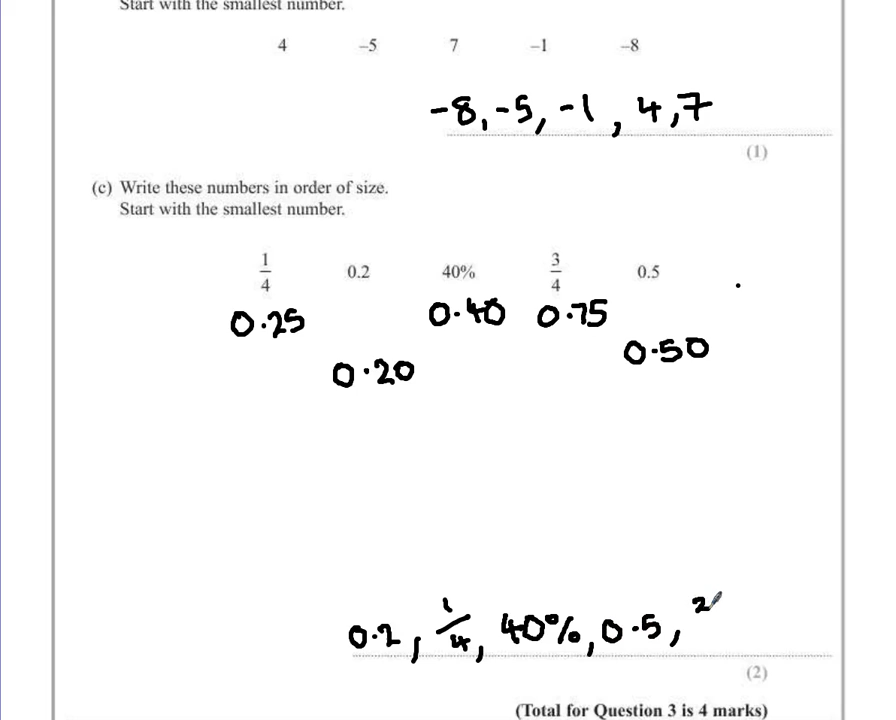 Start with the smallest number.
4 –5 7 –1 –8
-8, -5, -1, 4, 7
(1)
(c) Write these numbers in order of size.
Start with the smallest number.
1/4 0.2 40% 3/4 0.5
0.25 0.40 0.75
0.50
0.20
0.2, 1/4, 40%, 0.5,
(2)
(Total for Question 3 is 4 marks)